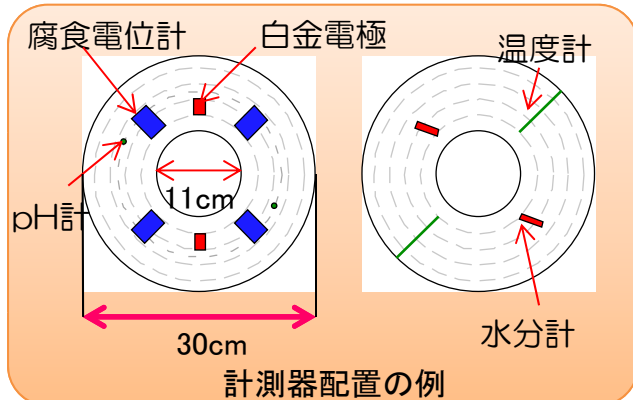 腐食電位計
白金電極
温度計
pH計
11cm
30cm
水分計
計測器配置の例